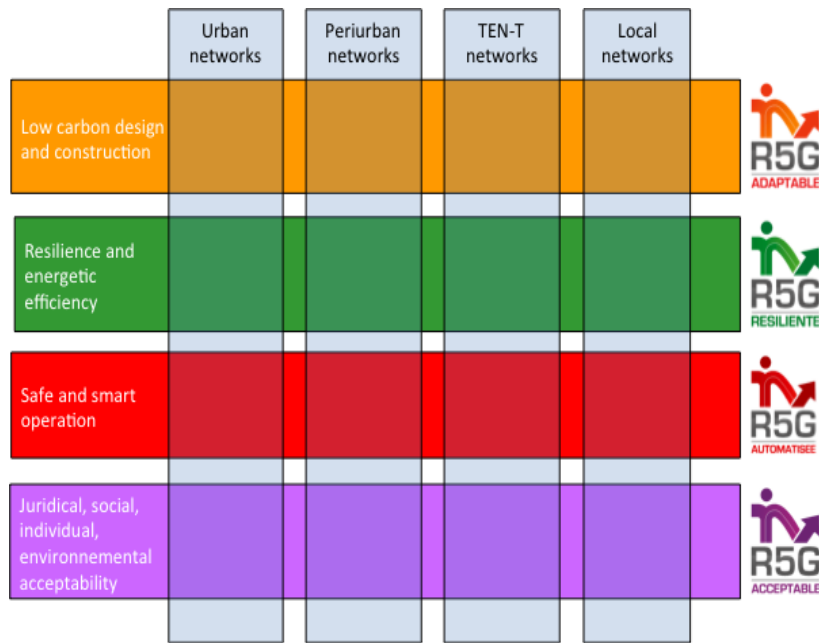 Urban
networks
Periurban
networks
TEN-T
networks
Local
networks
Low carbon design
and construction
R5G
ADAPTABLE
Resilience and
energetic
efficiency
R5G
RESILIENTE
Safe and smart
operation
R5G
AUTOMATISEE
Juridical, social,
individual,
environnemental
acceptability
R5G
ACCEPTABLE